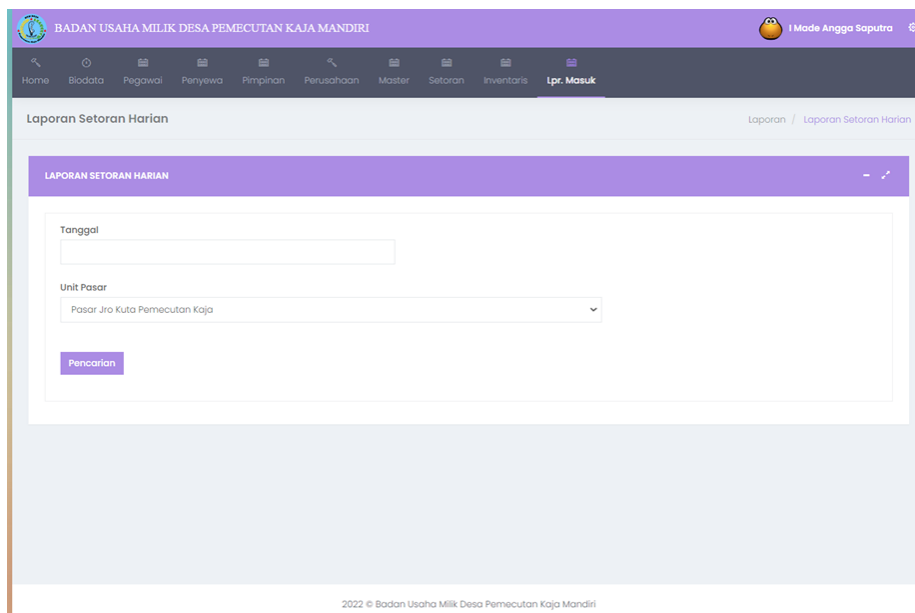 BADAN USAHA MILIK DESA PEMECUTAN KAJA MANDIRI
I Made Angga Saputra
Home Biodata Pegawai Penyewa Pimpinan Perusahaan Master Setoran Inventaris Lpr. Masuk
Laporan Setoran Harian
Laporan / Laporan Setoran Harian
LAPORAN SETORAN HARIAN
Tanggal
Unit Pasar
Pasar Jro Kuta Pemecutan Kaja
Pencarian
2022 © Badan Usaha Milik Desa Pemecutan Kaja Mandiri